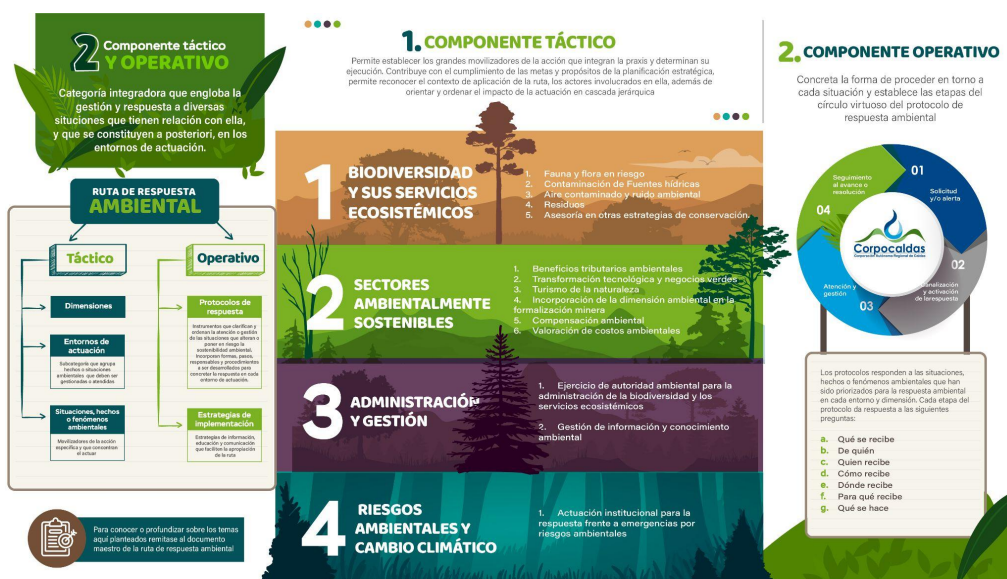 2 Componente táctico
Y OPERATIVO
Categoría integradora que engloba la
gestión y respuesta a diversas
situciones que tienen relación con ella,
y que se constituyen a posteriori, en los
entornos de actuación.
RUTA DE RESPUESTA
AMBIENTAL
Táctico
Dimensiones
Entornos de
actuación
Subcategoría que agrupa
hechos o situaciones
ambientales que deben ser
gestionadas o atendidas
Situaciones, hechos
o fenómenos
ambientales
Movilizadores de la acción
específica y que concentran
el actuar
Operativo
Protocolos de
respuesta
Instrumentos que clarifican y
ordenan la atención o gestión
de las situaciones que alteren o
poner en riesgo la
sostenibilidad ambiental.
Incorporan formas, pasos,
responsables y procedimientos
a ser desarrollados para
concretar la respuesta en cada
entorno de actuación.
Estrategias de
implementación
Estrategias de información,
educación y comunicación
que faciliten la apropiación
de la ruta
Para conocer o profundizar sobre los temas
aquí planteados remitase al documento
maestro de la ruta de respuesta ambiental
1. COMPONENTE TÁCTICO
Permite establecer los grandes movilizadores de la acción que integran la praxis y determinan su
ejecución. Contribuye con el cumplimiento de las metas y propósitos de la planificación estratégica,
permite reconocer el contexto de aplicación de la ruta, los actores involucrados en ella, además de
orientar y ordenar el impacto de la actuación en cascada jerárquica
1 BIODIVERSIDAD
Y SUS SERVICIOS
ECOSISTÉMICOS
1. Fauna y flora en riesgo
2. Contaminación de Fuentes hídricas
3. Aire contaminado y ruido ambiental
4. Residuos
5. Asesoría en otras estrategias de conservación.
2 SECTORES
AMBIENTALMENTE
SOSTENIBLES
1. Beneficios tributarios ambientales
2. Transformación tecnológica y negocios verdes
3. Turismo de la naturaleza
4. Incorporación de la dimensión ambiental en la
formalización minera
5. Compensación ambiental
6. Valoración de costos ambientales
3 ADMINISTRACIÓN
Y GESTIÓN
1. Ejercicio de autoridad ambiental para la
administración de la biodiversidad y los
servicios ecosistémicos
2. Gestión de información y conocimiento
ambiental
4 RIESGOS
AMBIENTALES Y
CAMBIO CLIMÁTICO
1. Actuación institucional para la
respuesta frente a emergencias por
riesgos ambientales
2. COMPONENTE OPERATIVO
Concreta la forma de proceder en torno a
cada situación y establece las etapas del
círculo virtuoso del protocolo de
respuesta ambiental
01
Solicitud
y/o alerta
02
Canalización
y activación
de lerespuesta
03
Atención y
gestión
04
Seguimiento
al avance o
resolución
Corpocaldas
Corporación Autónoma Regional de Caldas
Los protocolos responden a las situaciones,
hechos o fenómenos ambientales que han
sido priorizados para la respuesta ambiental
en cada entorno y dimensión. Cada etapa del
protocolo da respuesta a las siguientes
preguntas:
a. Qué se recibe
b. De quién
c. Quien recibe
d. Cómo recibe
e. Dónde recibe
f. Para qué recibe
g. Qué se hace